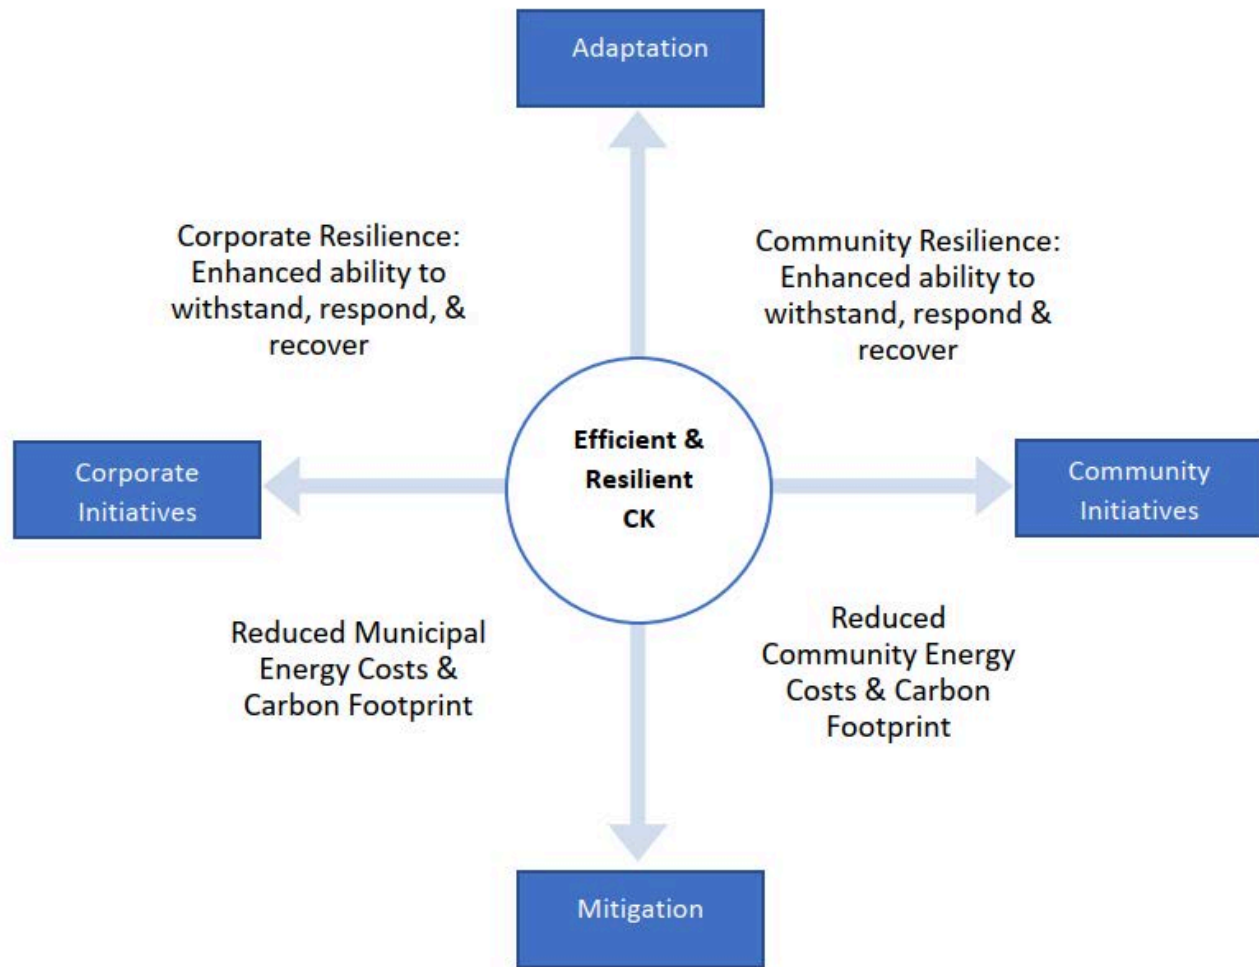 Adaptation
Corporate Resilience:
Enhanced ability to
withstand, respond, &
recover
Community Resilience:
Enhanced ability to
withstand, respond &
recover
Efficient &
Resilient
CK
Corporate
Initiatives
Community
Initiatives
Reduced Municipal
Energy Costs &
Carbon Footprint
Reduced
Community Energy
Costs & Carbon
Footprint
Mitigation